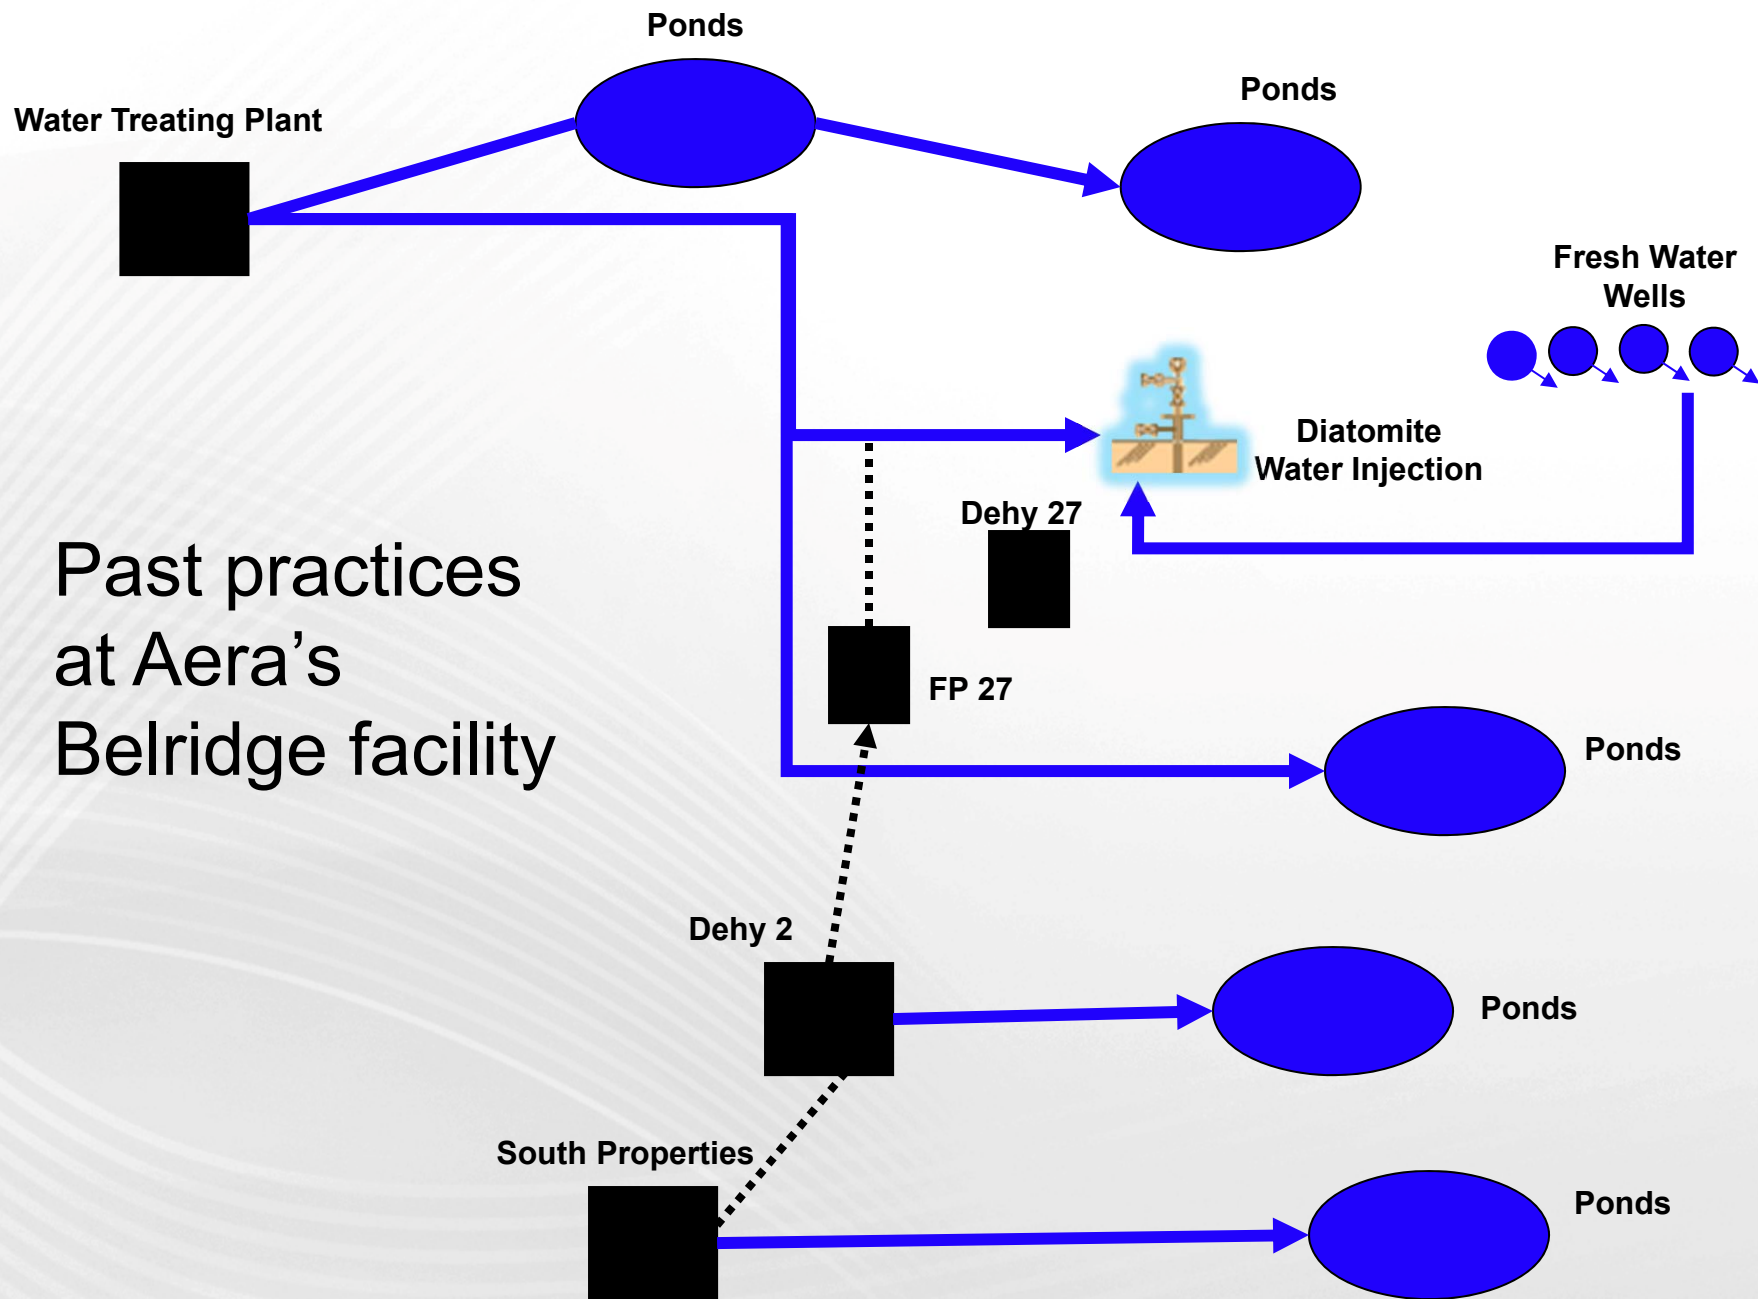 Ponds
Ponds
Water Treating Plant
Fresh Water
Wells
Diatomite
Water Injection
Dehy 27
Past practices
at Aera’s
Belridge facility
FP 27
Ponds
Dehy 2
Ponds
South Properties
Ponds